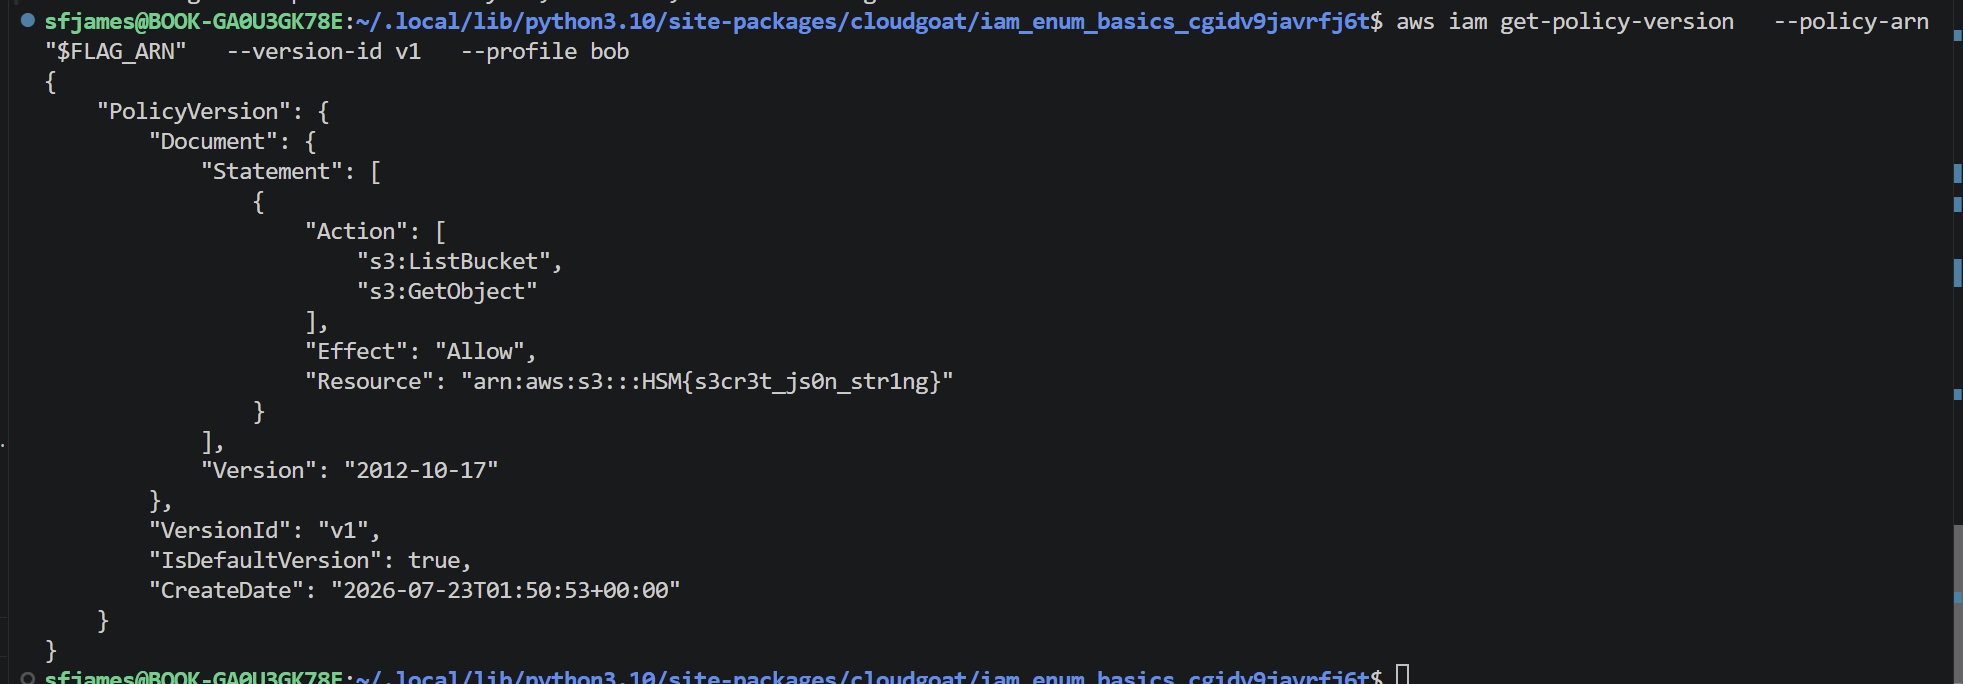 sfjames@BOOK-GA0U3GK78E:~/.local/lib/python3.10/site-packages/cloudgoat/iam_enum_basics_cgidv9javrfj6t$ aws iam get-policy-version   --policy-arn
"$FLAG_ARN"   --version-id v1   --profile bob
{
    "PolicyVersion": {
        "Document": {
            "Statement": [
                {
                    "Action": [
                        "s3:ListBucket",
                        "s3:GetObject"
                    ],
                    "Effect": "Allow",
                    "Resource": "arn:aws:s3:::HSM{s3cr3t_js0n_str1ng}"
                }
            ],
            "Version": "2012-10-17"
        },
        "VersionId": "v1",
        "IsDefaultVersion": true,
        "CreateDate": "2026-07-23T01:50:53+00:00"
    }
}
sfjames@BOOK-GA0U3GK78E:~/.local/lib/python3.10/site-packages/cloudgoat/iam_enum_basics_cgidv9javrfj6t$